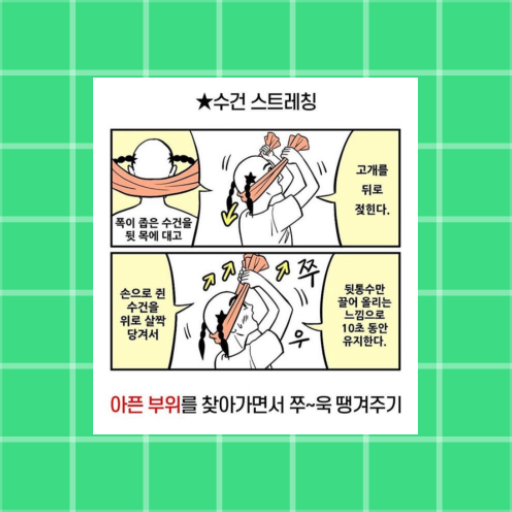 ★수건 스트레칭
폭이 좁은 수건을
뒷 목에 대고
고개를
뒤로
젖힌다.
손으로 쥔
수건을
위로 살짝
당겨서
쭈
우
뒷통수만
끌어 올리는
느낌으로
10초 동안
유지한다.
아픈 부위를 찾아가면서 쭈~욱 땡겨주기